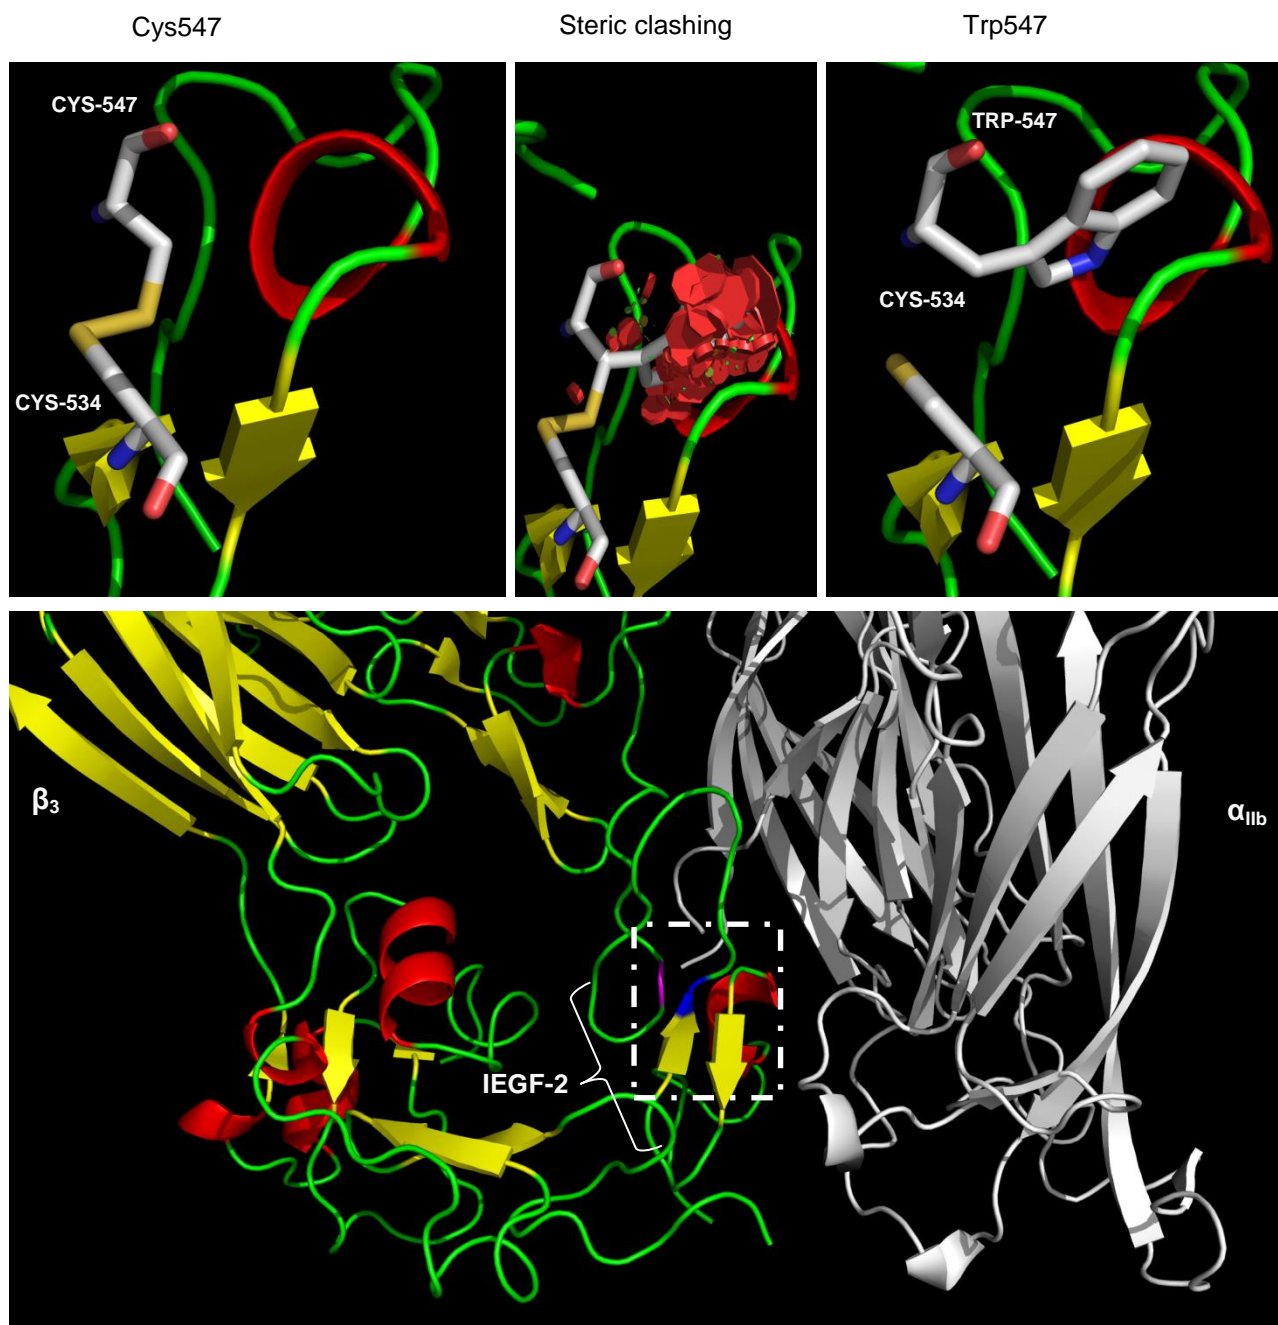 Cys547
Steric clashing
Trp547
CYS-547
CYS-534
TRP-547
CYS-534
β3
αIIb
IEGF-2